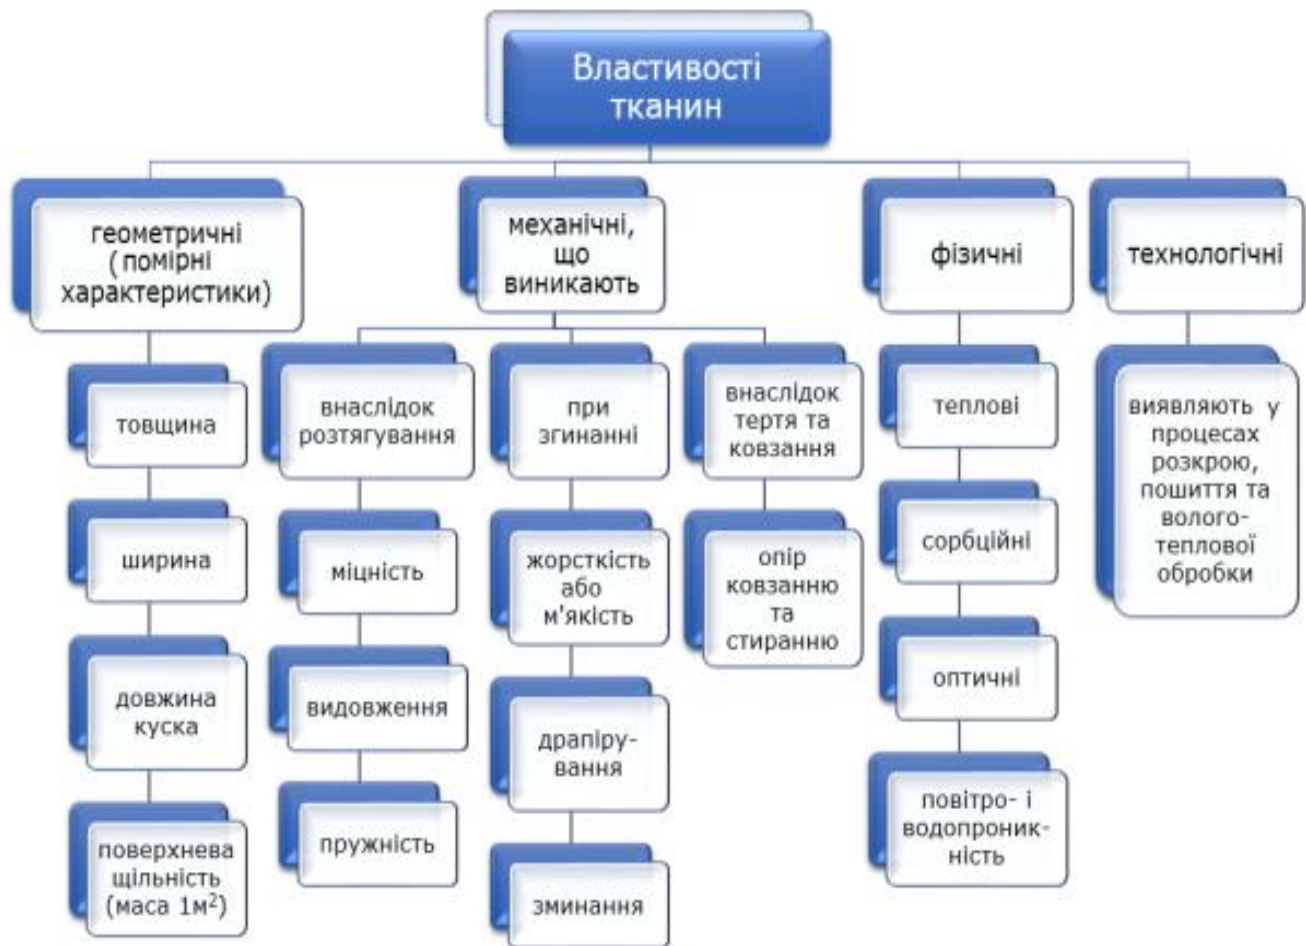 Властивості
тканин
геометричні
(помірні
характеристики)
механічні,
що
виникають
фізичні
технологічні
товщина
ширина
довжина
куска
поверхнева
щільність
(маса 1м²)
внаслідок
розтягування
міцність
видовження
пружність
при
згинанні
жорсткість
або
м'якість
драпіру-
вання
зминання
внаслідок
тертя та
ковзання
опір
ковзанню
та
стиранню
теплові
сорбційні
оптичні
повітро- і
водопроник-
ність
виявляють у
процесах
розкрою,
пошиття та
волого-
теплової
обробки